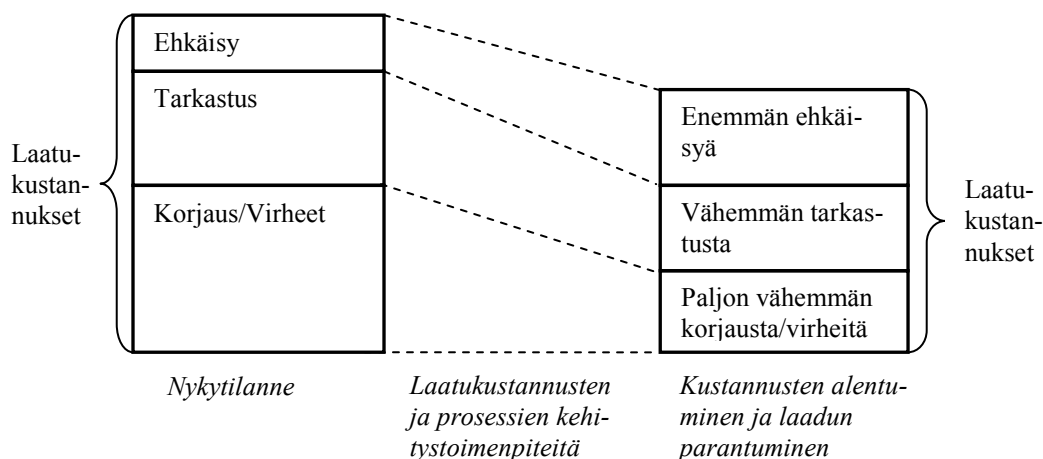 Laatu-
kustan-
nukset
Ehkäisy
Tarkastus
Korjaus/Virheet
Enemmän ehkäi-
syä
Vähemmän tarkas-
tusta
Paljon vähemmän
korjausta/virheitä
Laatu-
kustan-
nukset
Nykytilanne
Laatukustannusten
ja prosessien kehi-
tystoimenpiteitä
Kustannusten alentu-
minen ja laadun
parantuminen